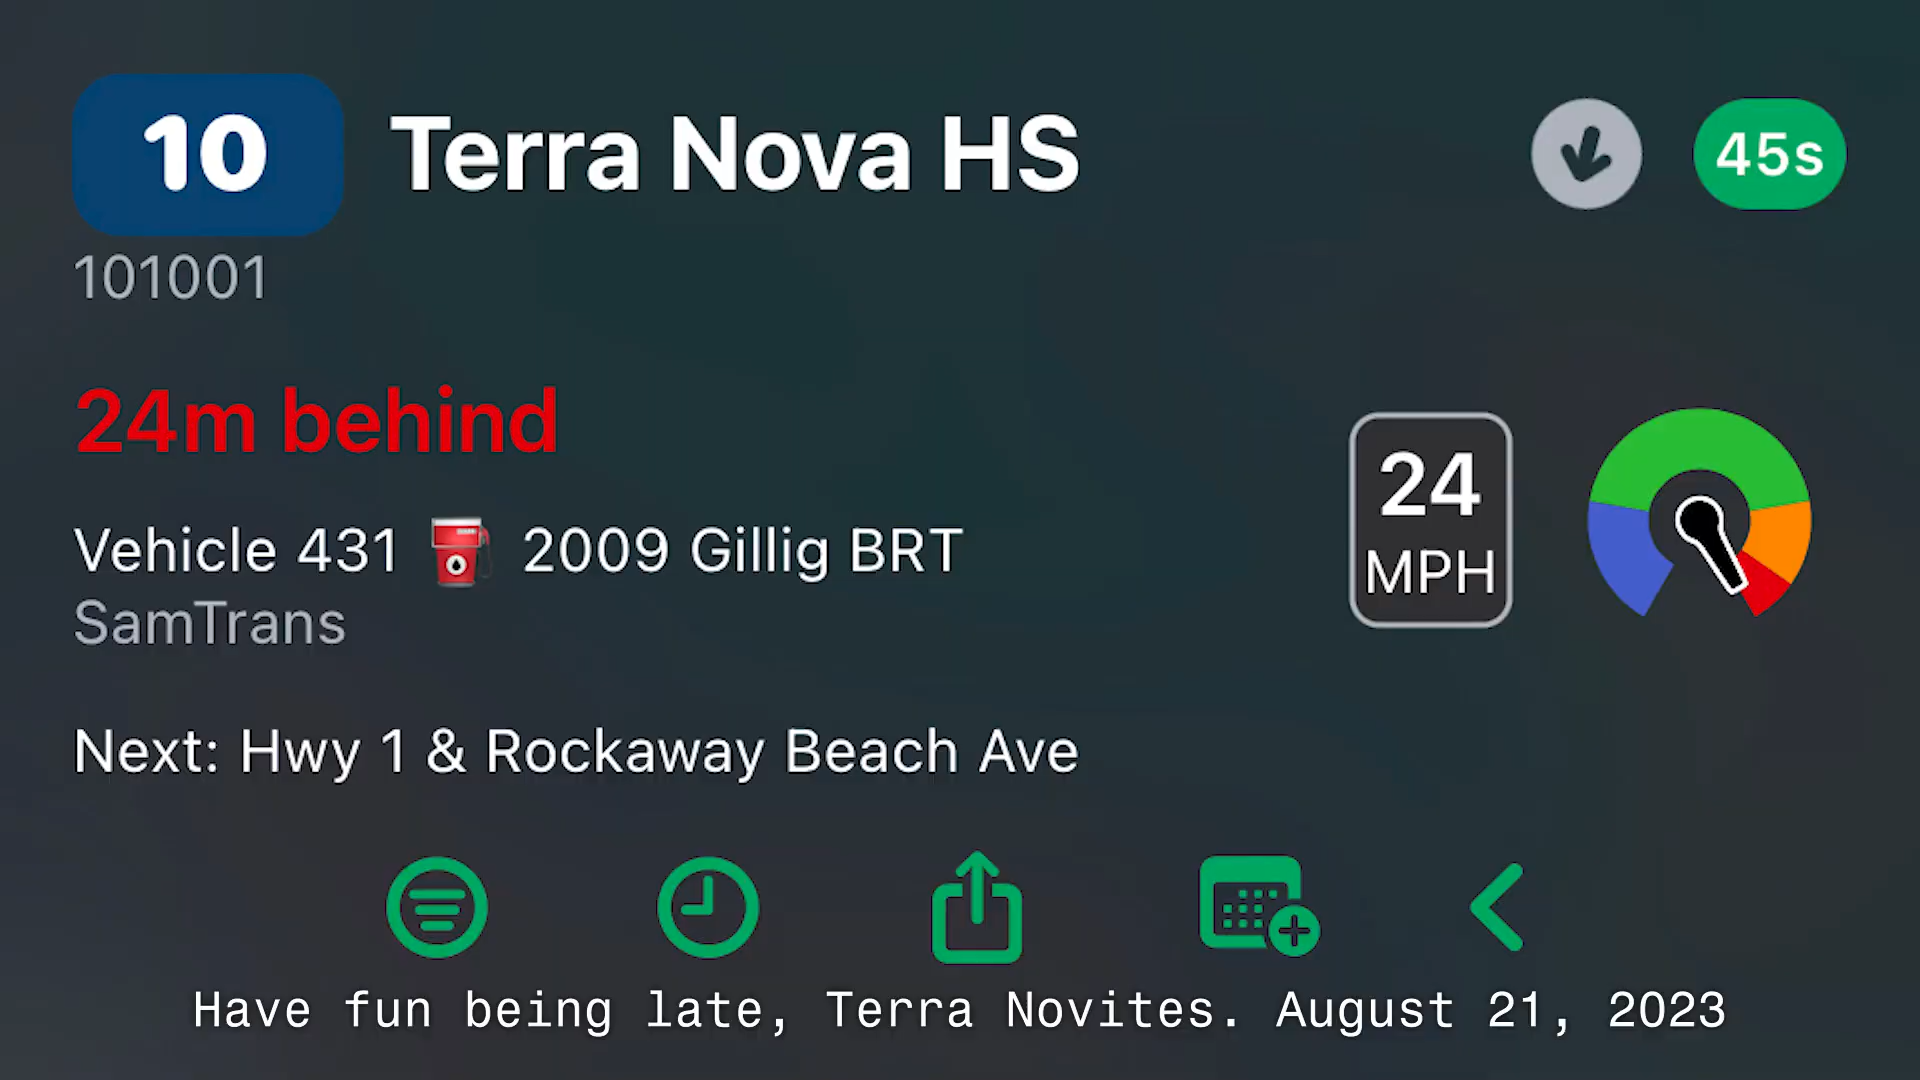 10 Terra Nova HS 45s
101001
24m behind
24
MPH
Vehicle 431 2009 Gillig BRT
SamTrans
Next: Hwy 1 & Rockaway Beach Ave
Have fun being late, Terra Novites. August 21, 2023